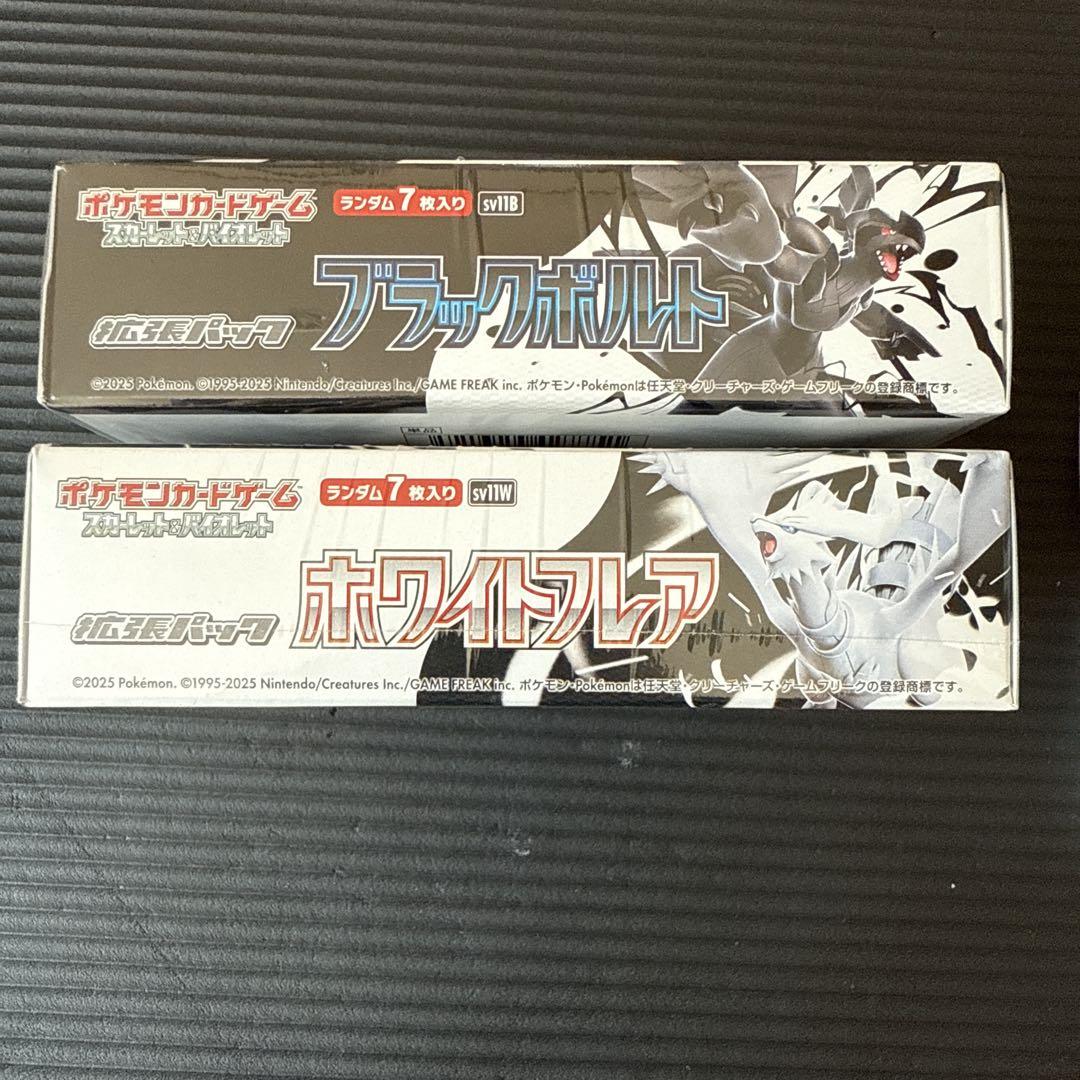 ポケモンカードゲーム
スカーレット&バイオレット
ランダム7枚入り sv11B
ブラックボルト
拡張パック
©2025 Pokémon. ©1995-2025 Nintendo/Creatures Inc./GAME FREAK inc. ポケモン・Pokémonは任天堂・クリーチャーズ・ゲームフリークの登録商標です。
単品
ポケモンカードゲーム
スカーレット&バイオレット
ランダム7枚入り sv11W
ホワイトフレア
拡張パック
©2025 Pokémon. ©1995-2025 Nintendo/Creatures Inc./GAME FREAK inc. ポケモン・Pokémonは任天堂・クリーチャーズ・ゲームフリークの登録商標です。